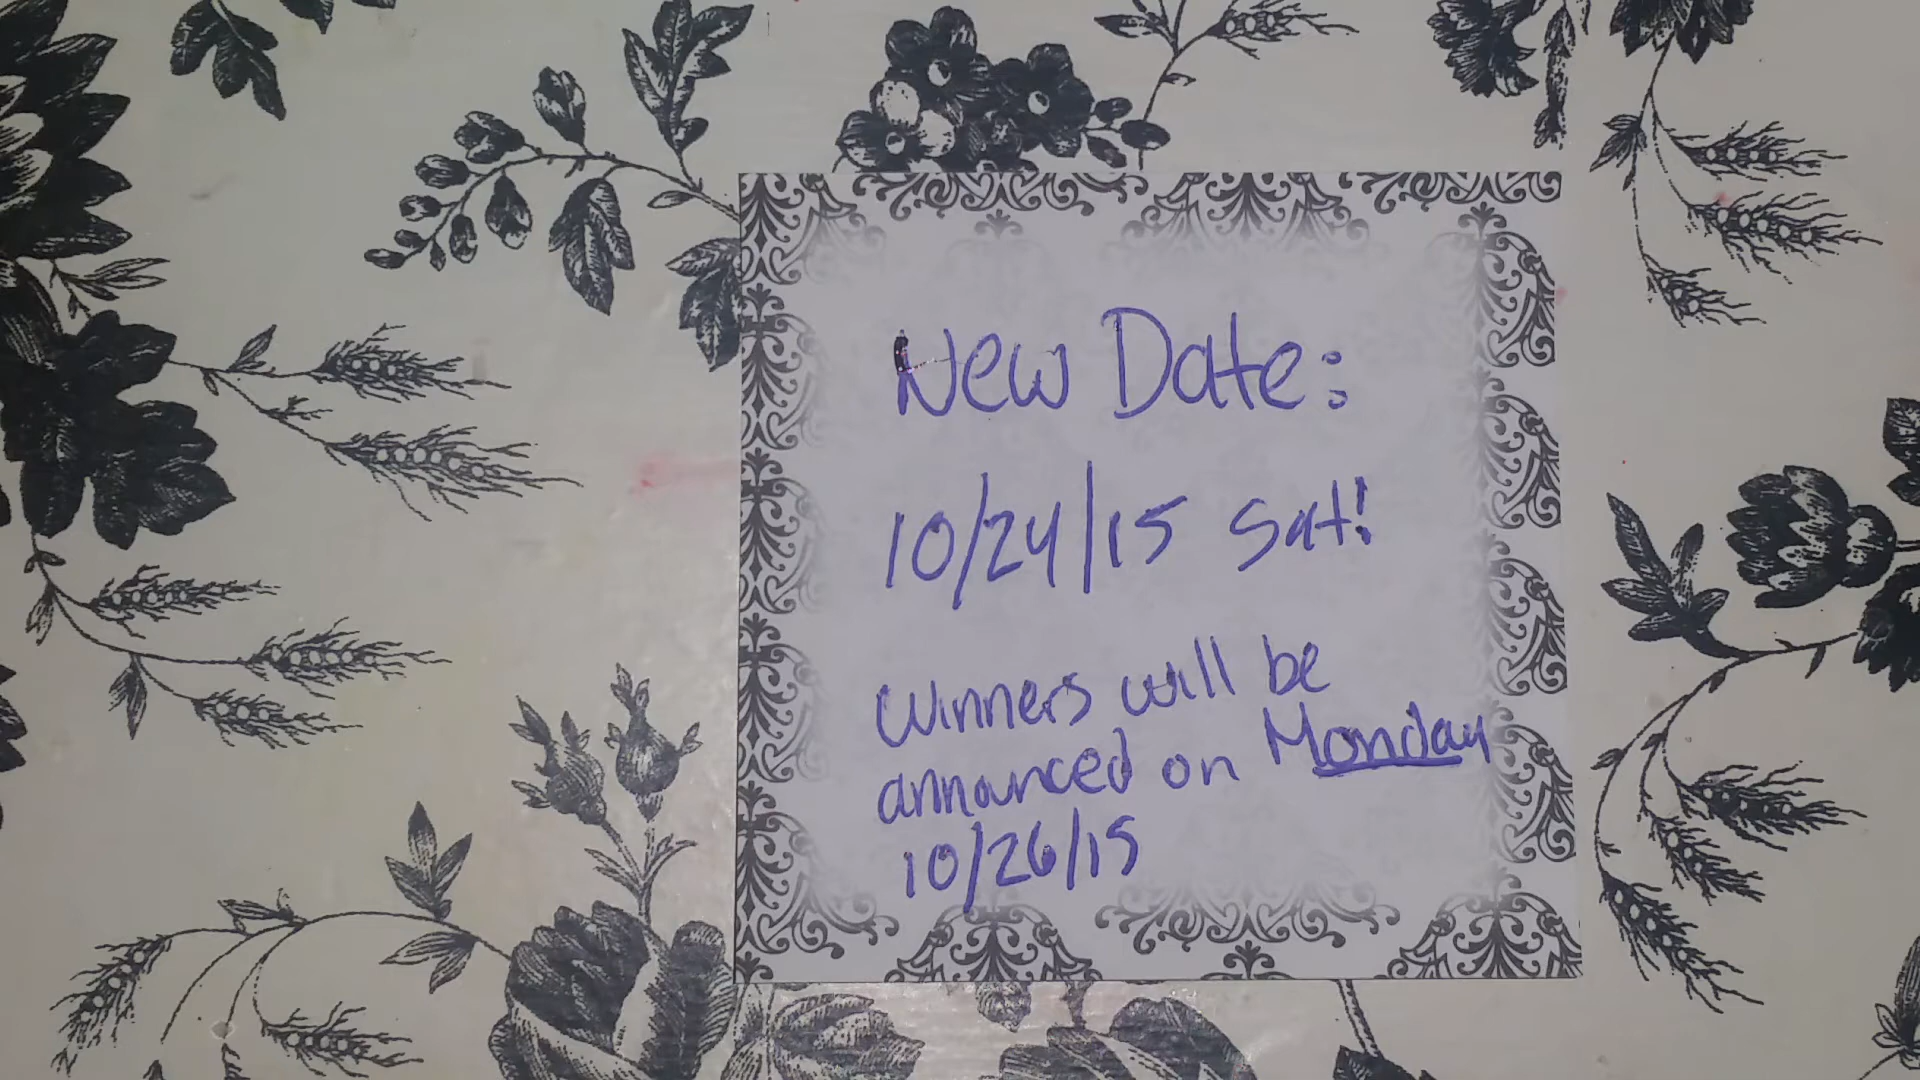 New Date:
10/24/15 Sat!
Winners will be
announced on Monday
10/26/15